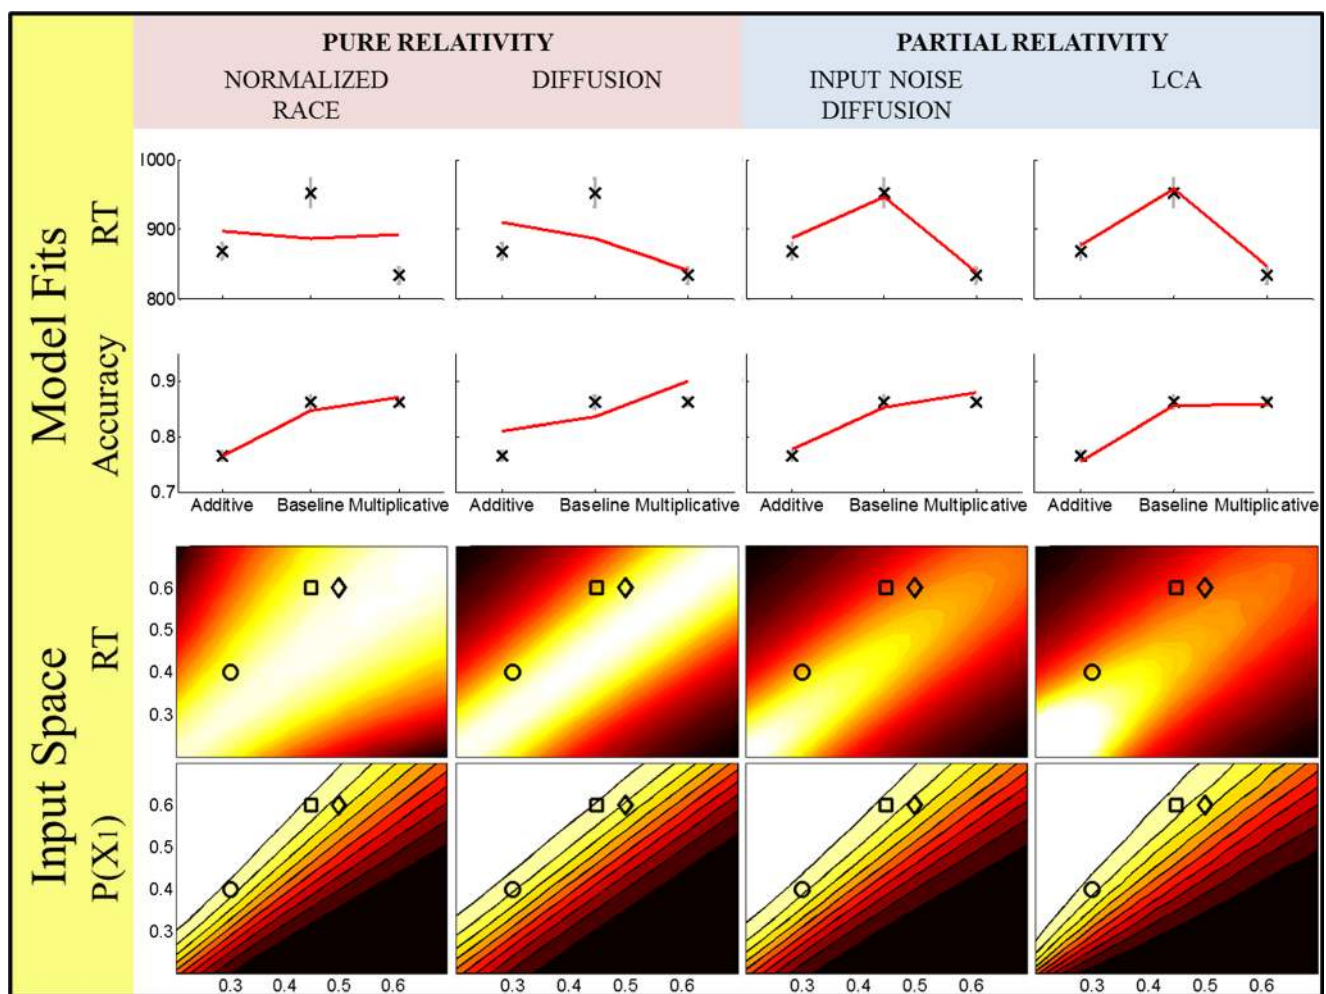 PURE RELATIVITY
PARTIAL RELATIVITY
NORMALIZED
RACE
DIFFUSION
INPUT NOISE
DIFFUSION
LCA
Model Fits
RT
1000
900
800
Accuracy
0.9
0.8
0.7
Additive Baseline Multiplicative
Additive Baseline Multiplicative
Additive Baseline Multiplicative
Additive Baseline Multiplicative
Input Space
RT
0.6
0.5
0.4
0.3
P(X1)
0.6
0.5
0.4
0.3
0.3 0.4 0.5 0.6
0.3 0.4 0.5 0.6
0.3 0.4 0.5 0.6
0.3 0.4 0.5 0.6